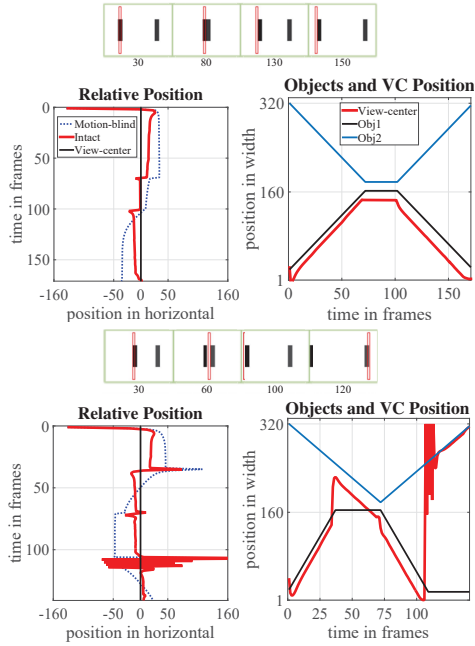 30 80 130 150
Relative Position
Objects and VC Position
0
50
100
150
time in frames
Motion-blind
Intact
View-center
-160 -50 0 50 160
position in horizontal
320
160
1
position in width
View-center
Obj1
Obj2
0 50 100 150
time in frames
30 60 100 120
Relative Position
Objects and VC Position
0
50
100
time in frames
-160 -50 0 50 160
position in horizontal
320
160
1
position in width
0 25 50 75 100 125
time in frames